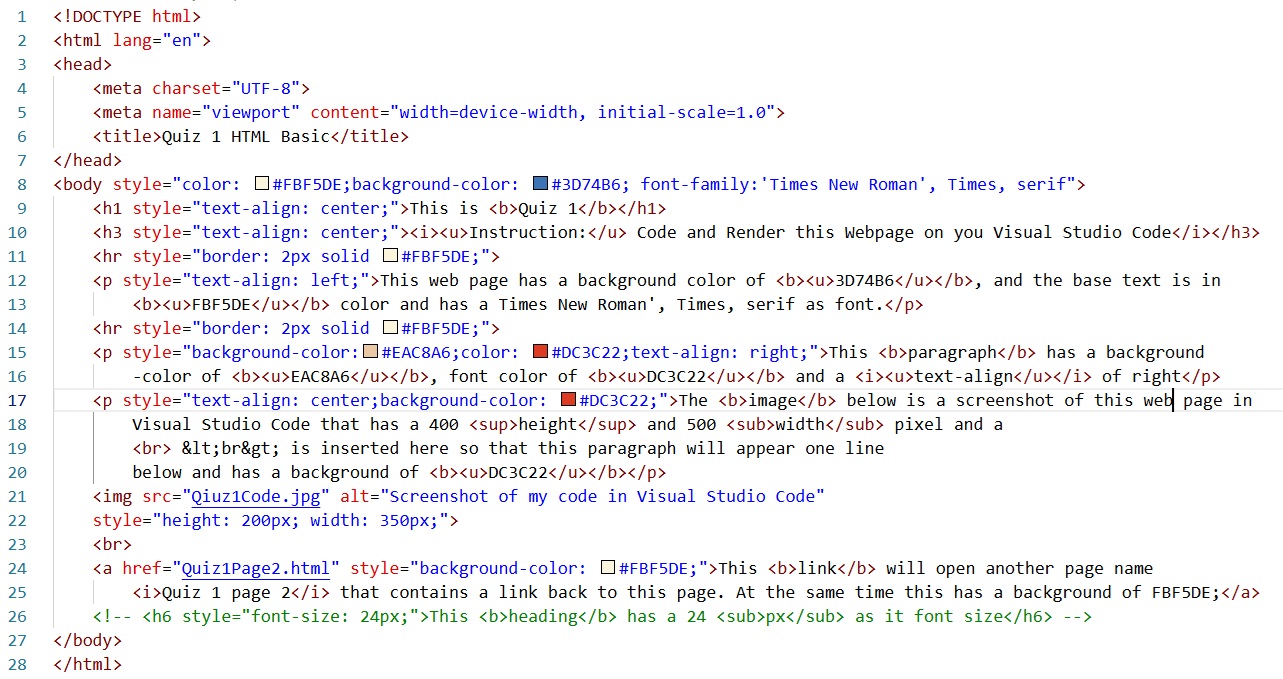 1 <!DOCTYPE html>
2 <html lang="en">
3 <head>
4 <meta charset="UTF-8">
5 <meta name="viewport" content="width=device-width, initial-scale=1.0">
6 <title>Quiz 1 HTML Basic</title>
7 </head>
8 <body style="color: #FBF5DE;background-color: #3D74B6; font-family:'Times New Roman', Times, serif">
9 <h1 style="text-align: center;">This is <b>Quiz 1</b></h1>
10 <h3 style="text-align: center;"><i><u>Instruction:</u> Code and Render this Webpage on you Visual Studio Code</i></h3>
11 <hr style="border: 2px solid #FBF5DE;">
12 <p style="text-align: left;">This web page has a background color of <b><u>3D74B6</u></b>, and the base text is in
13 <b><u>FBF5DE</u></b> color and has a Times New Roman', Times, serif as font.</p>
14 <hr style="border: 2px solid #FBF5DE;">
15 <p style="background-color:#EAC8A6;color: #DC3C22;text-align: right;">This <b>paragraph</b> has a background
16 -color of <b><u>EAC8A6</u></b>, font color of <b><u>DC3C22</u></b> and a <i><u>text-align</u></i> of right</p>
17 <p style="text-align: center;background-color: #DC3C22;">The <b>image</b> below is a screenshot of this web page in
18 Visual Studio Code that has a 400 <sup>height</sup> and 500 <sub>width</sub> pixel and a
19 <br> &lt;br&gt; is inserted here so that this paragraph will appear one line
20 below and has a background of <b><u>DC3C22</u></b></p>
21 <img src="Qiuz1Code.jpg" alt="Screenshot of my code in Visual Studio Code"
22 style="height: 200px; width: 350px;">
23 <br>
24 <a href="Quiz1Page2.html" style="background-color: #FBF5DE;">This <b>link</b> will open another page name
25 <i>Quiz 1 page 2</i> that contains a link back to this page. At the same time this has a background of FBF5DE;</a>
26 <!-- <h6 style="font-size: 24px;">This <b>heading</b> has a 24 <sub>px</sub> as it font size</h6> -->
27 </body>
28 </html>